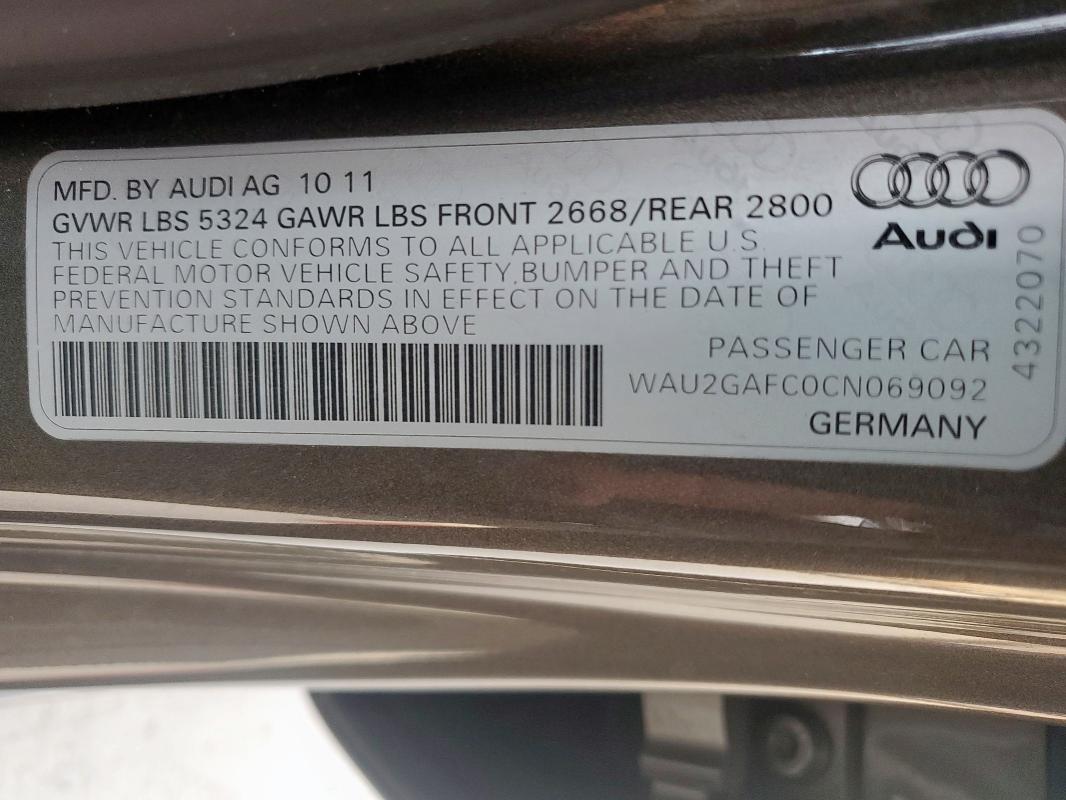 MFD. BY AUDI AG 10 11
GVWR LBS 5324 GAWR LBS FRONT 2668/REAR 2800
THIS VEHICLE CONFORMS TO ALL APPLICABLE U.S.
FEDERAL MOTOR VEHICLE SAFETY, BUMPER AND THEFT
PREVENTION STANDARDS IN EFFECT ON THE DATE OF
MANUFACTURE SHOWN ABOVE
PASSENGER CAR
WAU2GAFC0CN069092
GERMANY
Audi
4322070